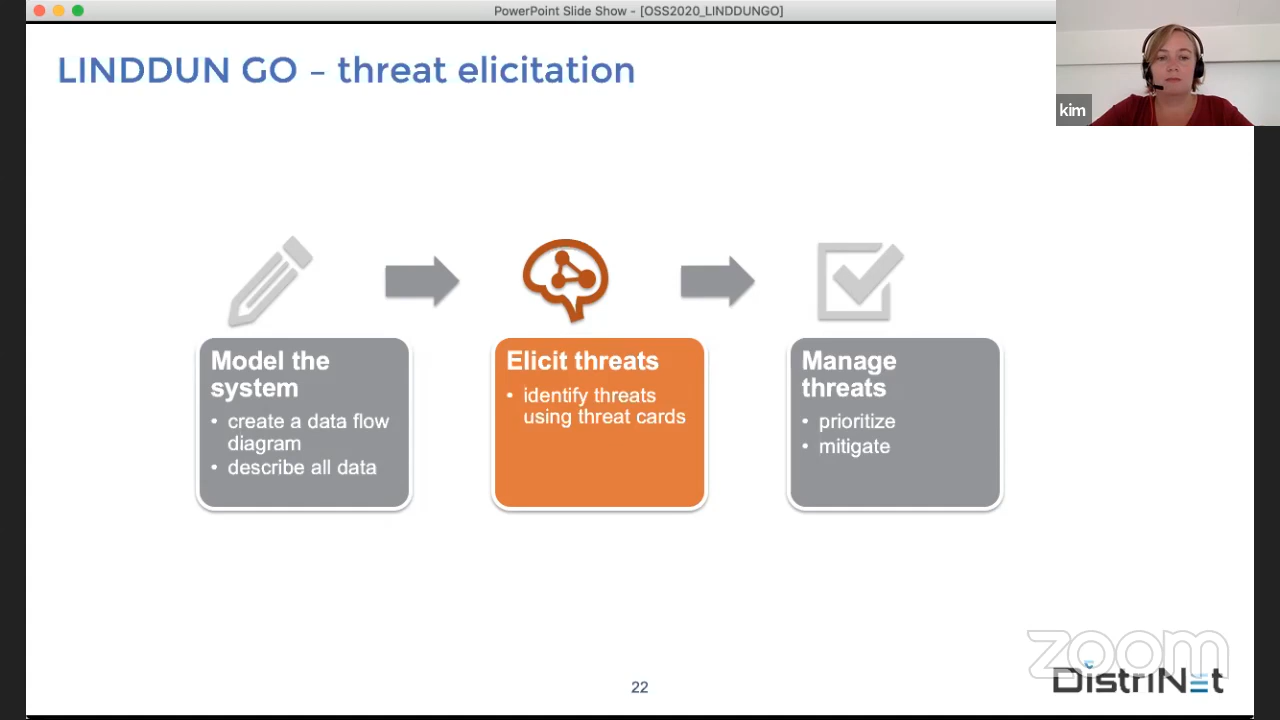 PowerPoint Slide Show - [OSS2020_LINDDUNGO]
LINDDUN GO – threat elicitation
kim
Model the
system
• create a data flow
diagram
• describe all data
Elicit threats
• identify threats
using threat cards
Manage
threats
• prioritize
• mitigate
zoom
DistriNet
22